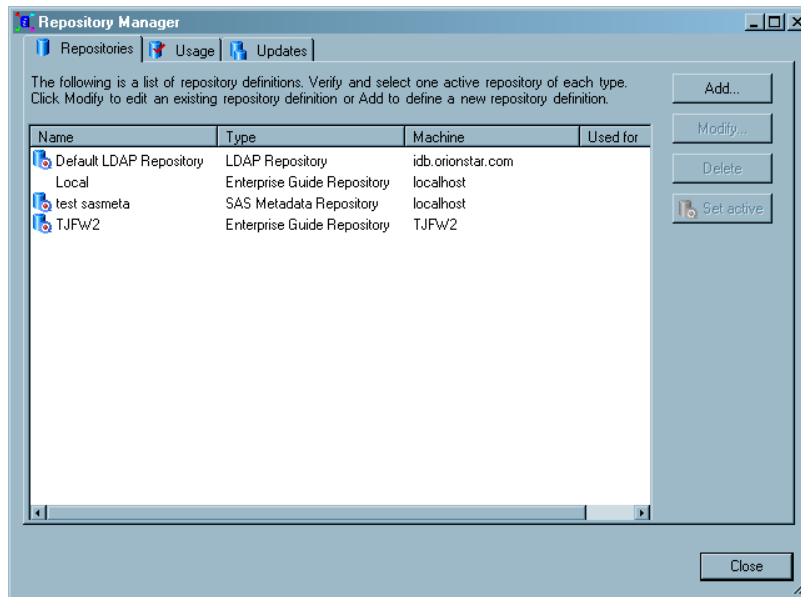 Repository Manager
Repositories Usage Updates
The following is a list of repository definitions. Verify and select one active repository of each type.
Click Modify to edit an existing repository definition or Add to define a new repository definition.
Add...
Modify...
Delete
Set active
Name Type Machine Used for
Default LDAP Repository LDAP Repository idb.orionstar.com
Local Enterprise Guide Repository localhost
test sasmeta SAS Metadata Repository localhost
TJFW2 Enterprise Guide Repository TJFW2
Close